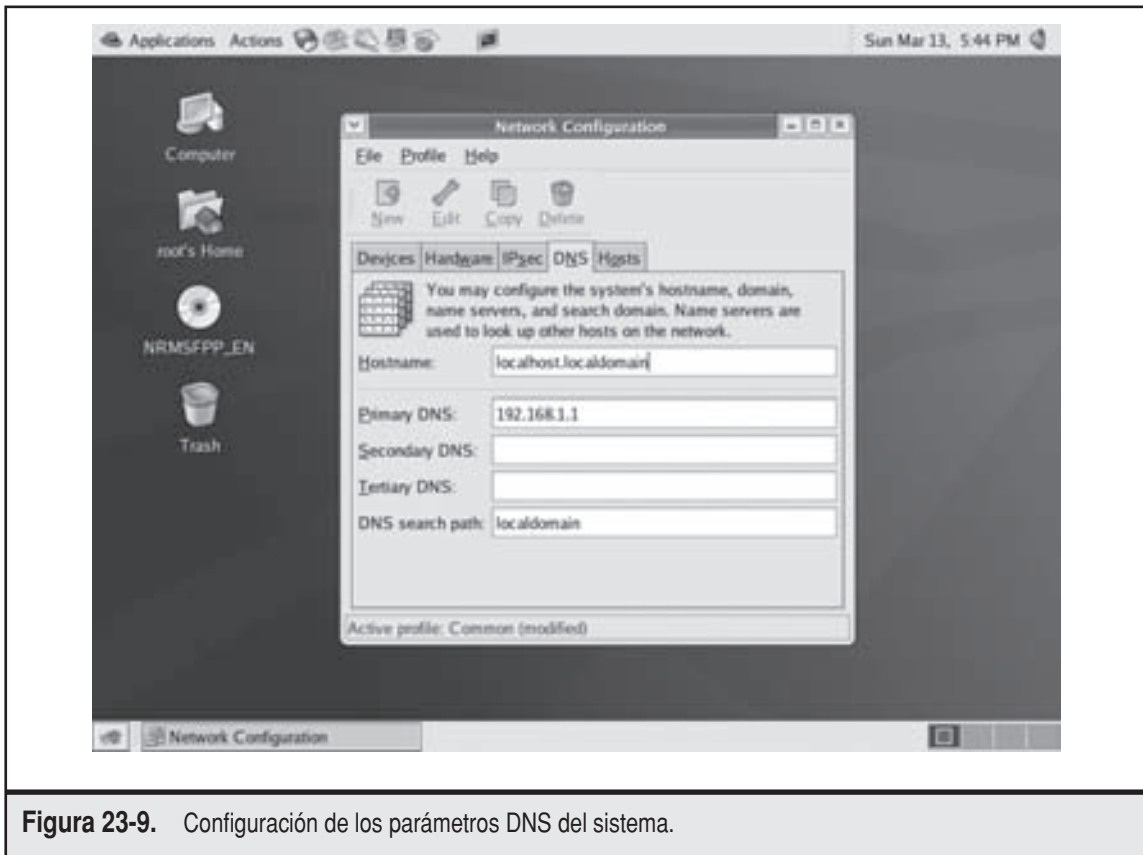 Applications Actions Sun Mar 13, 5:44 PM
Computer
root's Home
NRMSFPP_EN
Trash
Network Configuration
File Profile Help
New Edit Copy Delete
Devices Hardware IPsec DNS Hosts
You may configure the system's hostname, domain,
name servers, and search domain. Name servers are
used to look up other hosts on the network.
Hostname: localhost.localdomain
Primary DNS: 192.168.1.1
Secondary DNS:
Tertiary DNS:
DNS search path: localdomain
Active profile: Common (modified)
Network Configuration
Figura 23-9. Configuración de los parámetros DNS del sistema.